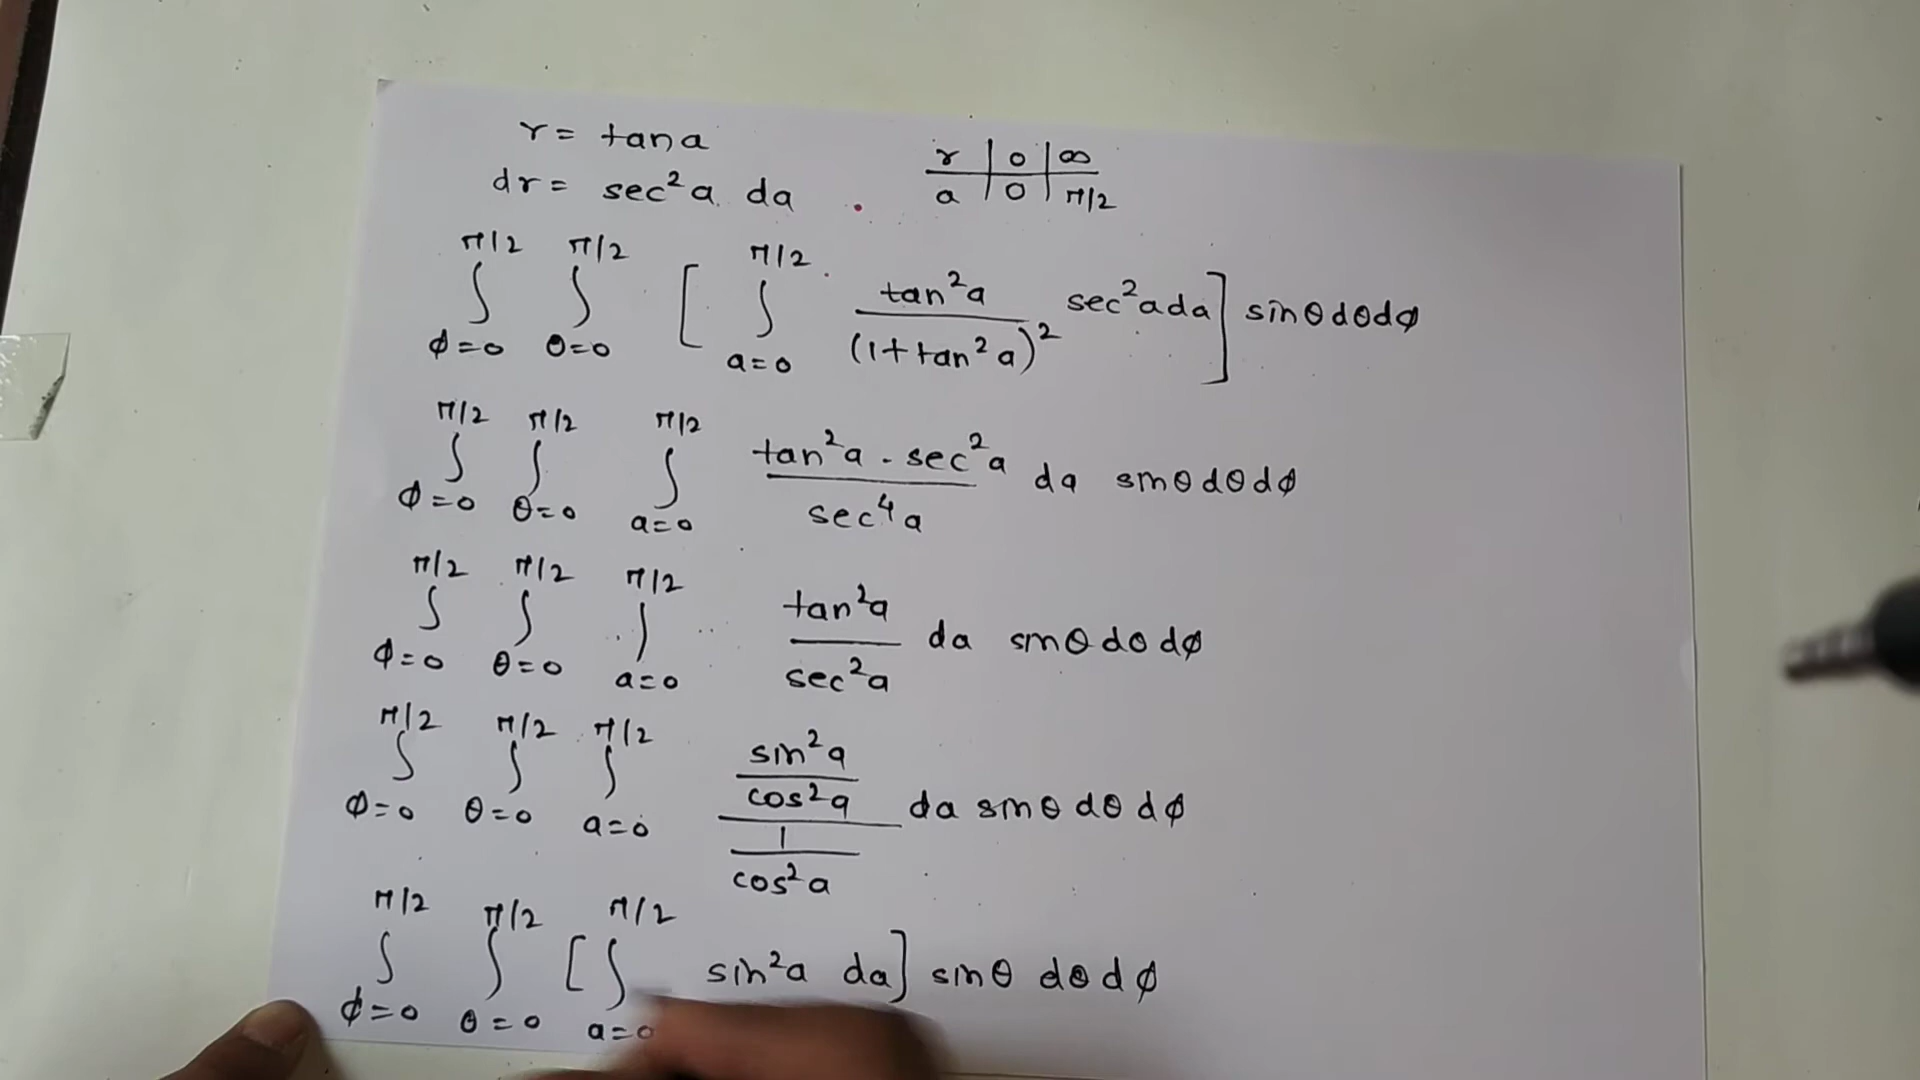 r = tan a
dr = sec²a da .
r | 0 | ∞
a | 0 | π/2
π/2 π/2 π/2
∫ ∫ [ ∫ tan²a / (1+tan²a)² sec²a da ] sinθ dθ dφ
φ=0 θ=0 a=0
π/2 π/2 π/2
∫ ∫ ∫ tan²a . sec²a / sec⁴a da sinθ dθ dφ
φ=0 θ=0 a=0
π/2 π/2 π/2
∫ ∫ ∫ tan²a / sec²a da sinθ dθ dφ
φ=0 θ=0 a=0
π/2 π/2 π/2
∫ ∫ ∫ sin²a / cos²a / 1 / cos²a da sinθ dθ dφ
φ=0 θ=0 a=0
π/2 π/2 π/2
∫ ∫ [ ∫ sin²a da ] sinθ dθ dφ
φ=0 θ=0 a=0